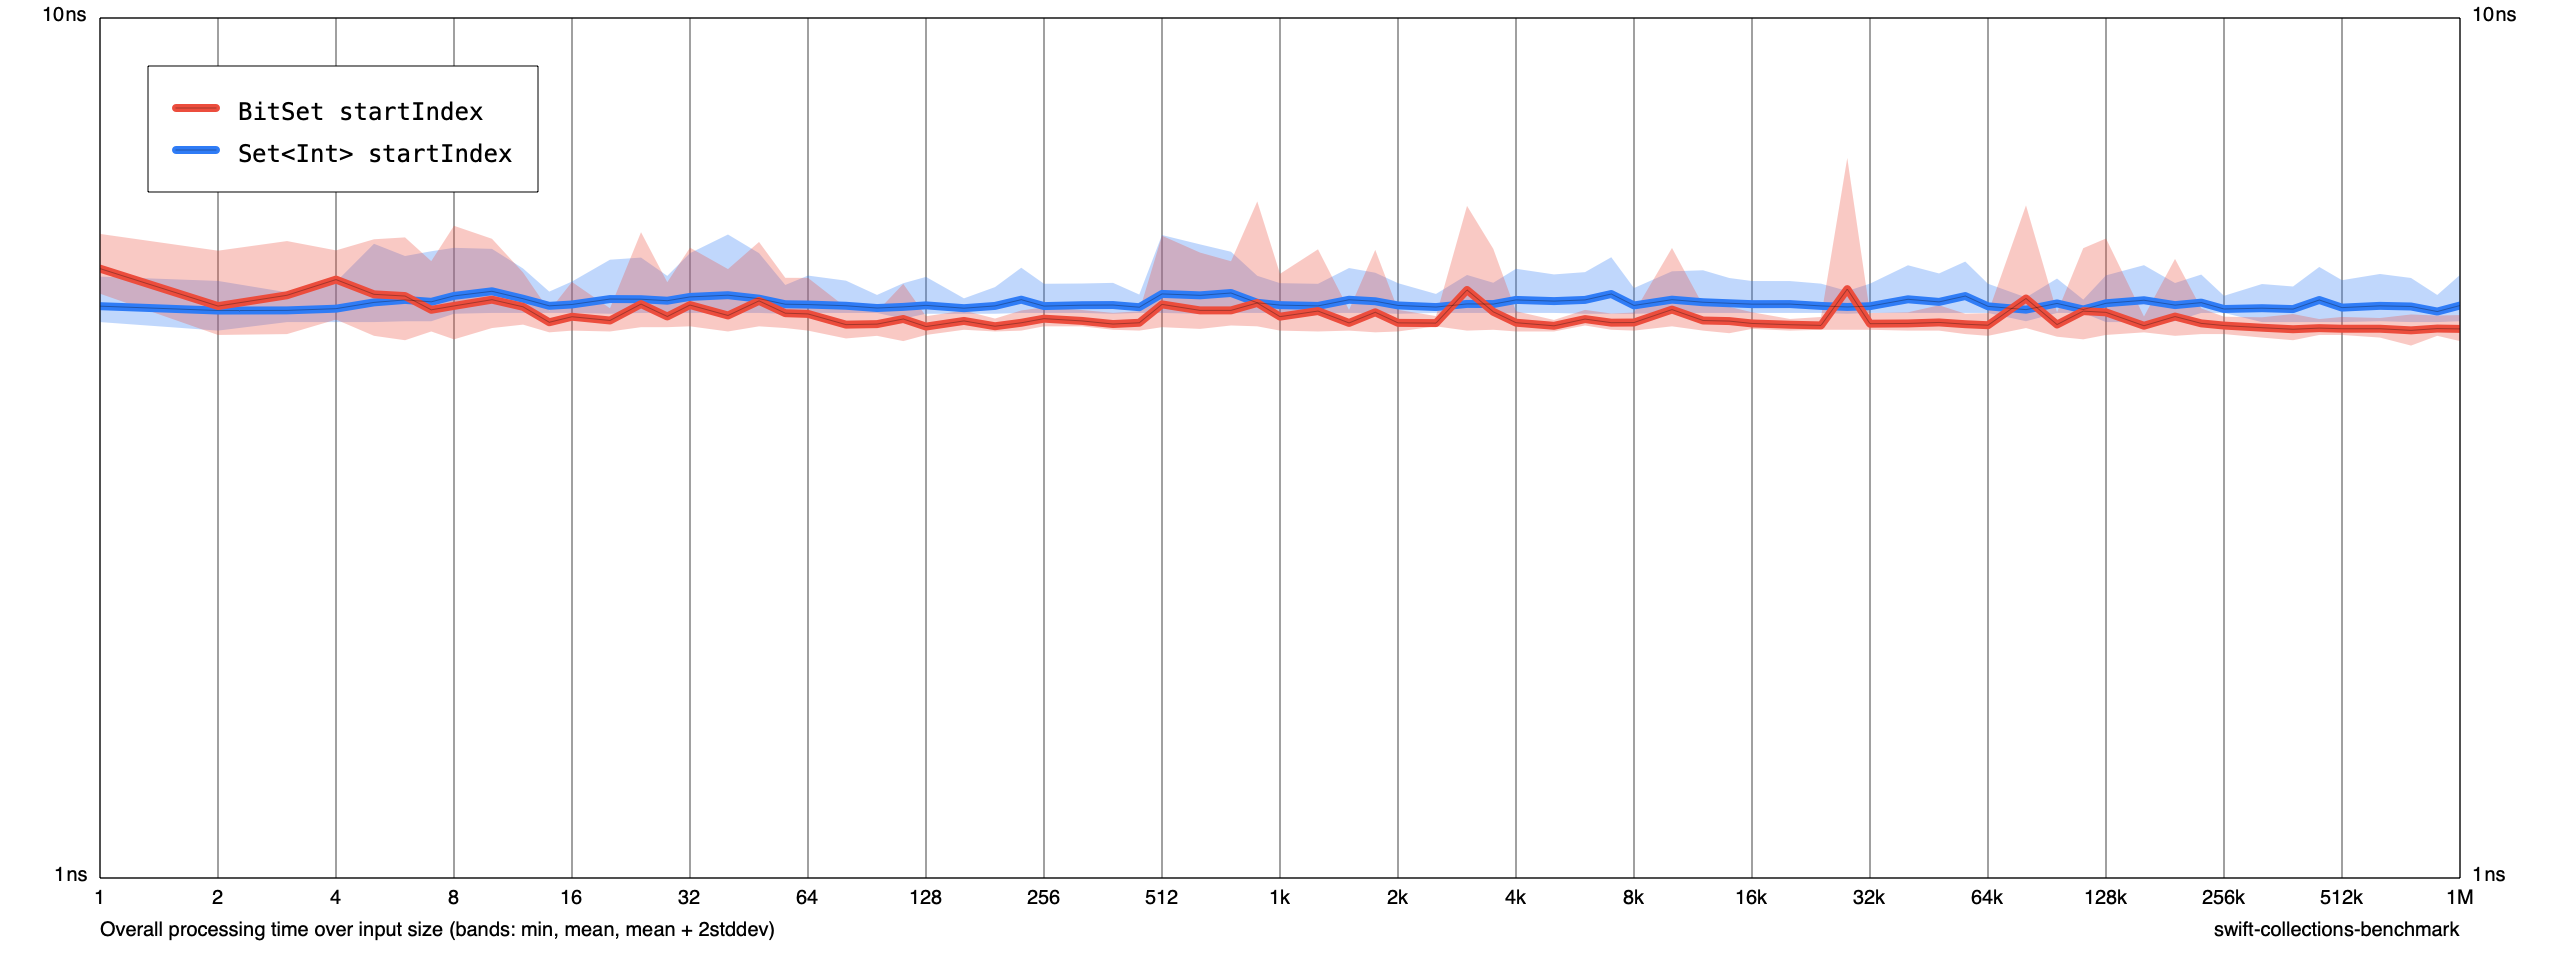 10ns
10ns
BitSet startIndex
Set<Int> startIndex
1ns
1ns
1 2 4 8 16 32 64 128 256 512 1k 2k 4k 8k 16k 32k 64k 128k 256k 512k 1M
Overall processing time over input size (bands: min, mean, mean + 2stddev)
swift-collections-benchmark